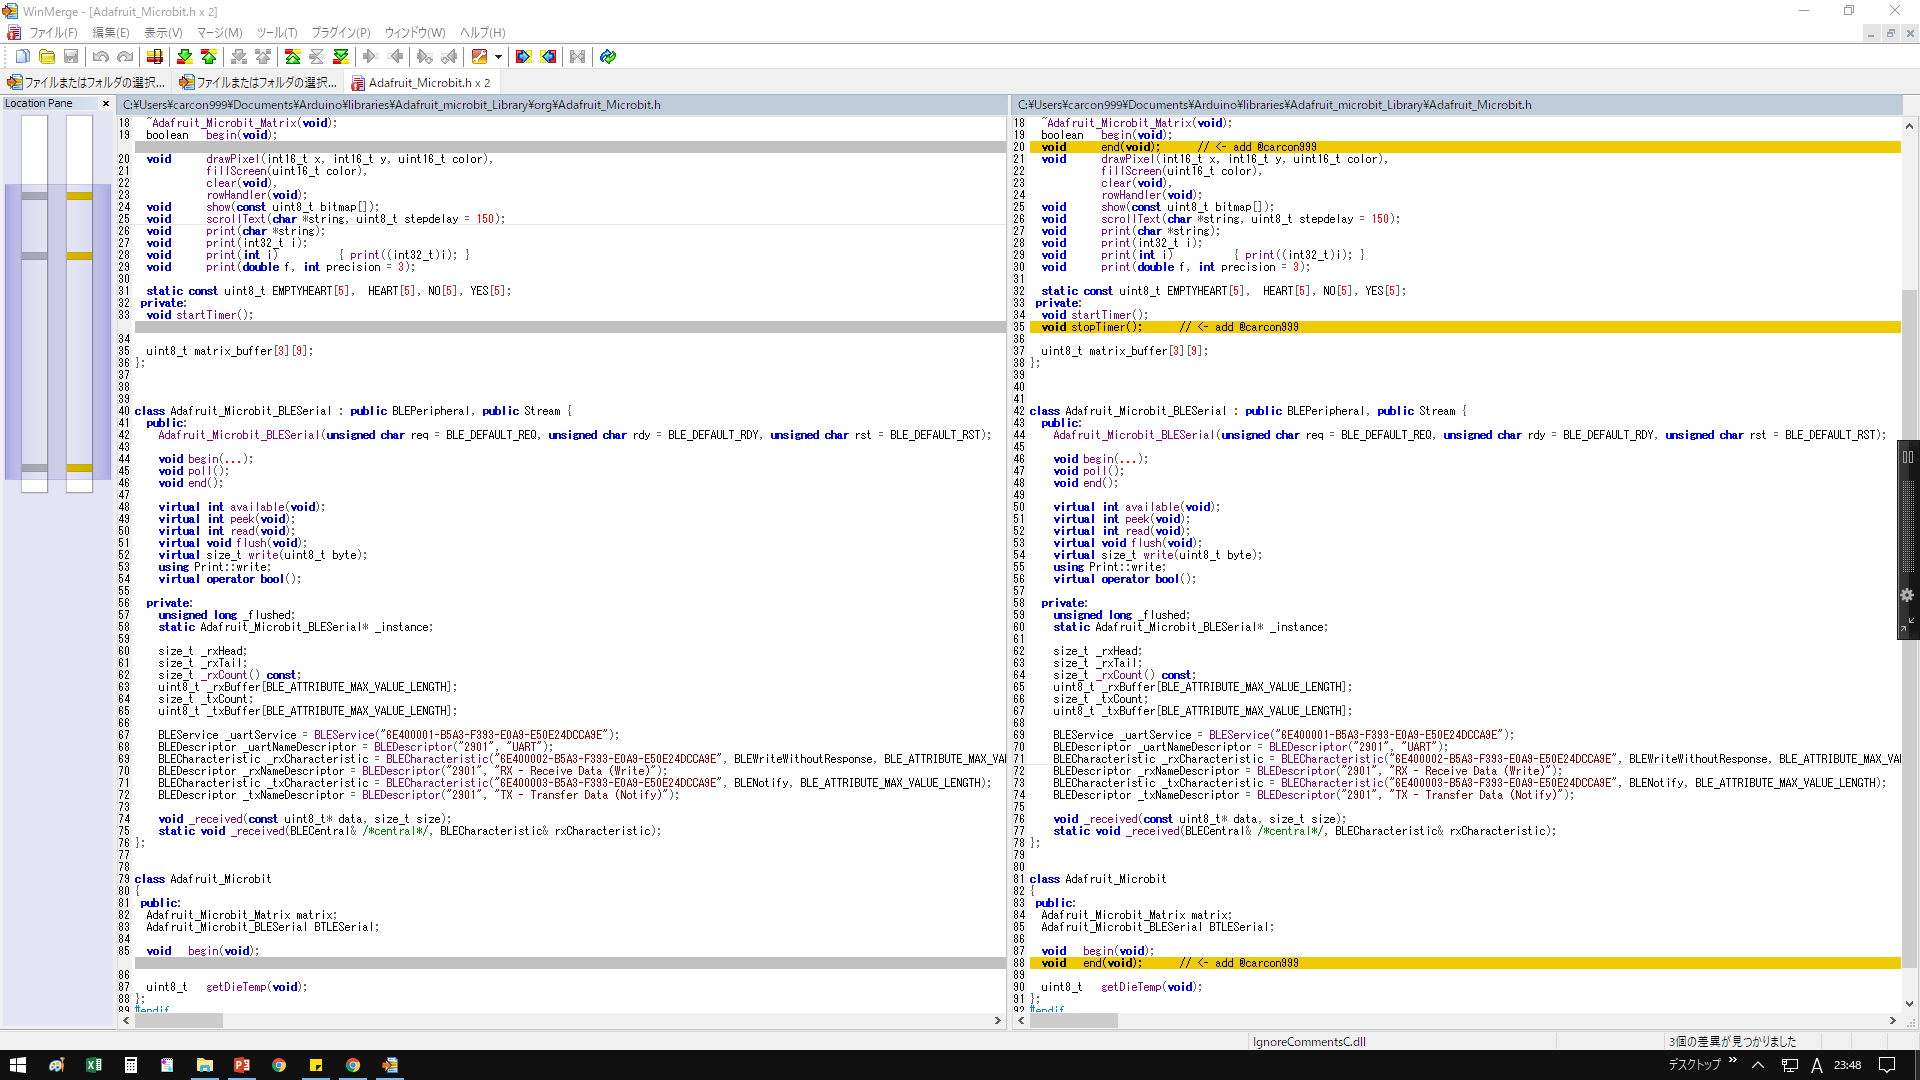 WinMerge - [Adafruit_Microbit.h x 2]
ファイル(F) 編集(E) 表示(V) マージ(M) ツール(T) プラグイン(P) ウィンドウ(W) ヘルプ(H)
ファイルまたはフォルダの選択... ファイルまたはフォルダの選択... Adafruit_Microbit.h x 2
Location Pane ×
C:¥Users¥carcon999¥Documents¥Arduino¥libraries¥Adafruit_microbit_Library¥org¥Adafruit_Microbit.h
18 ~Adafruit_Microbit_Matrix(void);
19 boolean begin(void);
20 void drawPixel(int16_t x, int16_t y, uint16_t color),
21 fillScreen(uint16_t color),
22 clear(void),
23 rowHandler(void);
24 void show(const uint8_t bitmap[]);
25 void scrollText(char *string, uint8_t stepdelay = 150);
26 void print(char *string);
27 void print(int32_t i);
28 void print(int i) { print((int32_t)i); }
29 void print(double f, int precision = 3);
30
31 static const uint8_t EMPTYHEART[5], HEART[5], NO[5], YES[5];
32 private:
33 void startTimer();
34
35 uint8_t matrix_buffer[3][9];
36 };
37
38
39
40 class Adafruit_Microbit_BLESerial : public BLEPeripheral, public Stream {
41 public:
42 Adafruit_Microbit_BLESerial(unsigned char req = BLE_DEFAULT_REQ, unsigned char rdy = BLE_DEFAULT_RDY, unsigned char rst = BLE_DEFAULT_RST);
43
44 void begin(...);
45 void poll();
46 void end();
47
48 virtual int available(void);
49 virtual int peek(void);
50 virtual int read(void);
51 virtual void flush(void);
52 virtual size_t write(uint8_t byte);
53 using Print::write;
54 virtual operator bool();
55
56 private:
57 unsigned long _flushed;
58 static Adafruit_Microbit_BLESerial* _instance;
59
60 size_t _rxHead;
61 size_t _rxTail;
62 size_t _rxCount() const;
63 uint8_t _rxBuffer[BLE_ATTRIBUTE_MAX_VALUE_LENGTH];
64 size_t _txCount;
65 uint8_t _txBuffer[BLE_ATTRIBUTE_MAX_VALUE_LENGTH];
66
67 BLEService _uartService = BLEService("6E400001-B5A3-F393-E0A9-E50E24DCCA9E");
68 BLEDescriptor _uartNameDescriptor = BLEDescriptor("2901", "UART");
69 BLECharacteristic _rxCharacteristic = BLECharacteristic("6E400002-B5A3-F393-E0A9-E50E24DCCA9E", BLEWriteWithoutResponse, BLE_ATTRIBUTE_MAX_VA
70 BLEDescriptor _rxNameDescriptor = BLEDescriptor("2901", "RX - Receive Data (Write)");
71 BLECharacteristic _txCharacteristic = BLECharacteristic("6E400003-B5A3-F393-E0A9-E50E24DCCA9E", BLENotify, BLE_ATTRIBUTE_MAX_VALUE_LENGTH);
72 BLEDescriptor _txNameDescriptor = BLEDescriptor("2901", "TX - Transfer Data (Notify)");
73
74 void _received(const uint8_t* data, size_t size);
75 static void _received(BLECentral& /*central*/, BLECharacteristic& rxCharacteristic);
76 };
77
78
79 class Adafruit_Microbit
80 {
81 public:
82 Adafruit_Microbit_Matrix matrix;
83 Adafruit_Microbit_BLESerial BTLESerial;
84
85 void begin(void);
86
87 uint8_t getDieTemp(void);
88 };
89 #endif
C:¥Users¥carcon999¥Documents¥Arduino¥libraries¥Adafruit_microbit_Library¥Adafruit_Microbit.h
18 ~Adafruit_Microbit_Matrix(void);
19 boolean begin(void);
20 void end(void); // <- add @carcon999
21 void drawPixel(int16_t x, int16_t y, uint16_t color),
22 fillScreen(uint16_t color),
23 clear(void),
24 rowHandler(void);
25 void show(const uint8_t bitmap[]);
26 void scrollText(char *string, uint8_t stepdelay = 150);
27 void print(char *string);
28 void print(int32_t i);
29 void print(int i) { print((int32_t)i); }
30 void print(double f, int precision = 3);
31
32 static const uint8_t EMPTYHEART[5], HEART[5], NO[5], YES[5];
33 private:
34 void startTimer();
35 void stopTimer(); // <- add @carcon999
36
37 uint8_t matrix_buffer[3][9];
38 };
39
40
41
42 class Adafruit_Microbit_BLESerial : public BLEPeripheral, public Stream {
43 public:
44 Adafruit_Microbit_BLESerial(unsigned char req = BLE_DEFAULT_REQ, unsigned char rdy = BLE_DEFAULT_RDY, unsigned char rst = BLE_DEFAULT_RST);
45
46 void begin(...);
47 void poll();
48 void end();
49
50 virtual int available(void);
51 virtual int peek(void);
52 virtual int read(void);
53 virtual void flush(void);
54 virtual size_t write(uint8_t byte);
55 using Print::write;
56 virtual operator bool();
57
58 private:
59 unsigned long _flushed;
60 static Adafruit_Microbit_BLESerial* _instance;
61
62 size_t _rxHead;
63 size_t _rxTail;
64 size_t _rxCount() const;
65 uint8_t _rxBuffer[BLE_ATTRIBUTE_MAX_VALUE_LENGTH];
66 size_t _txCount;
67 uint8_t _txBuffer[BLE_ATTRIBUTE_MAX_VALUE_LENGTH];
68
69 BLEService _uartService = BLEService("6E400001-B5A3-F393-E0A9-E50E24DCCA9E");
70 BLEDescriptor _uartNameDescriptor = BLEDescriptor("2901", "UART");
71 BLECharacteristic _rxCharacteristic = BLECharacteristic("6E400002-B5A3-F393-E0A9-E50E24DCCA9E", BLEWriteWithoutResponse, BLE_ATTRIBUTE_MAX_VA
72 BLEDescriptor _rxNameDescriptor = BLEDescriptor("2901", "RX - Receive Data (Write)");
73 BLECharacteristic _txCharacteristic = BLECharacteristic("6E400003-B5A3-F393-E0A9-E50E24DCCA9E", BLENotify, BLE_ATTRIBUTE_MAX_VALUE_LENGTH);
74 BLEDescriptor _txNameDescriptor = BLEDescriptor("2901", "TX - Transfer Data (Notify)");
75
76 void _received(const uint8_t* data, size_t size);
77 static void _received(BLECentral& /*central*/, BLECharacteristic& rxCharacteristic);
78 };
79
80
81 class Adafruit_Microbit
82 {
83 public:
84 Adafruit_Microbit_Matrix matrix;
85 Adafruit_Microbit_BLESerial BTLESerial;
86
87 void begin(void);
88 void end(void); // <- add @carcon999
89
90 uint8_t getDieTemp(void);
91 };
92 #endif
IgnoreCommentsC.dll 3個の差異が見つかりました
デスクトップ A 23:48